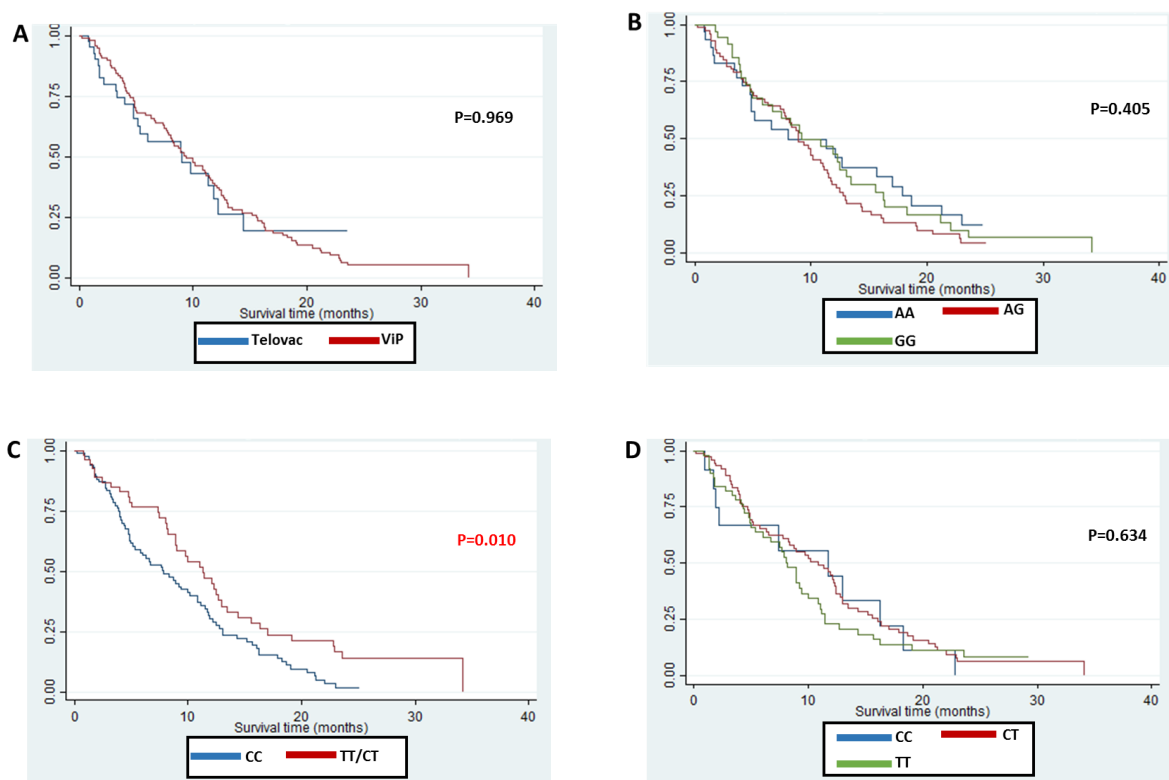 A
1.00
0.75
0.50
0.25
0.00
P=0.969
0 10 20 30 40
Survival time (months)
Telovac ViP
B
1.00
0.75
0.50
0.25
0.00
P=0.405
0 10 20 30 40
Survival time (months)
AA AG
GG
C
1.00
0.75
0.50
0.25
0.00
P=0.010
0 10 20 30 40
Survival time (months)
CC TT/CT
D
1.00
0.75
0.50
0.25
0.00
P=0.634
0 10 20 30 40
Survival time (months)
CC CT
TT